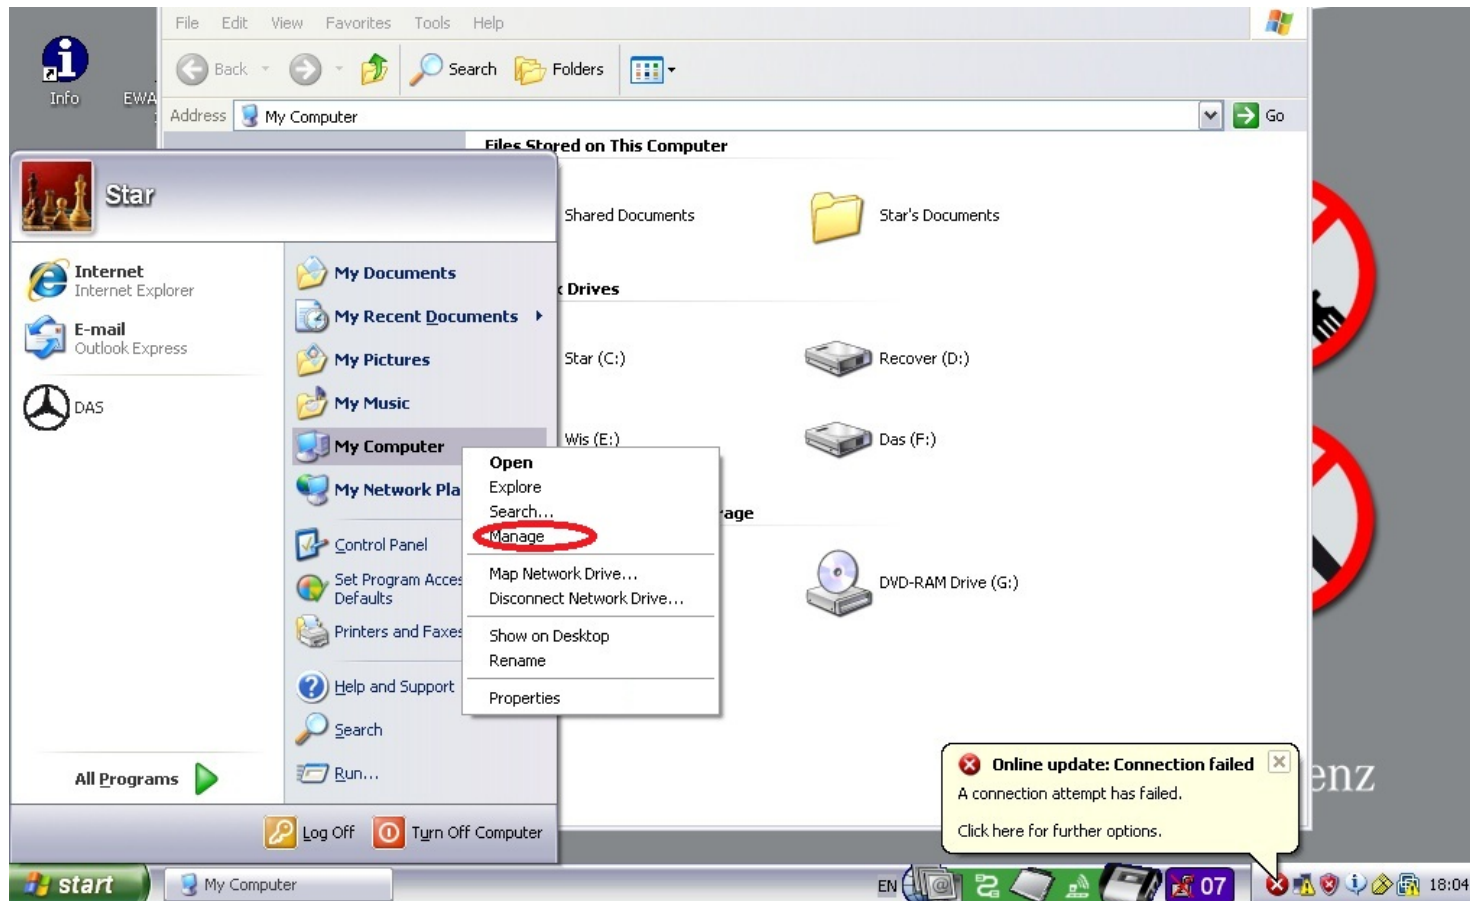 File Edit View Favorites Tools Help
Back Search Folders
Address My Computer Go
Info
EWA
Files Stored on This Computer
Shared Documents
Star's Documents
Drives
Star (C:)
Recover (D:)
Wis (E:)
Das (F:)
DVD-RAM Drive (G:)
Star
Internet
Internet Explorer
E-mail
Outlook Express
DAS
All Programs
My Documents
My Recent Documents
My Pictures
My Music
My Computer
My Network Pla
Control Panel
Set Program Acces
Defaults
Printers and Faxes
Help and Support
Search
Run...
Log Off Turn Off Computer
Open
Explore
Search...
Manage
Map Network Drive...
Disconnect Network Drive...
Show on Desktop
Rename
Properties
Online update: Connection failed
A connection attempt has failed.
Click here for further options.
enz
start My Computer EN 07 18:04